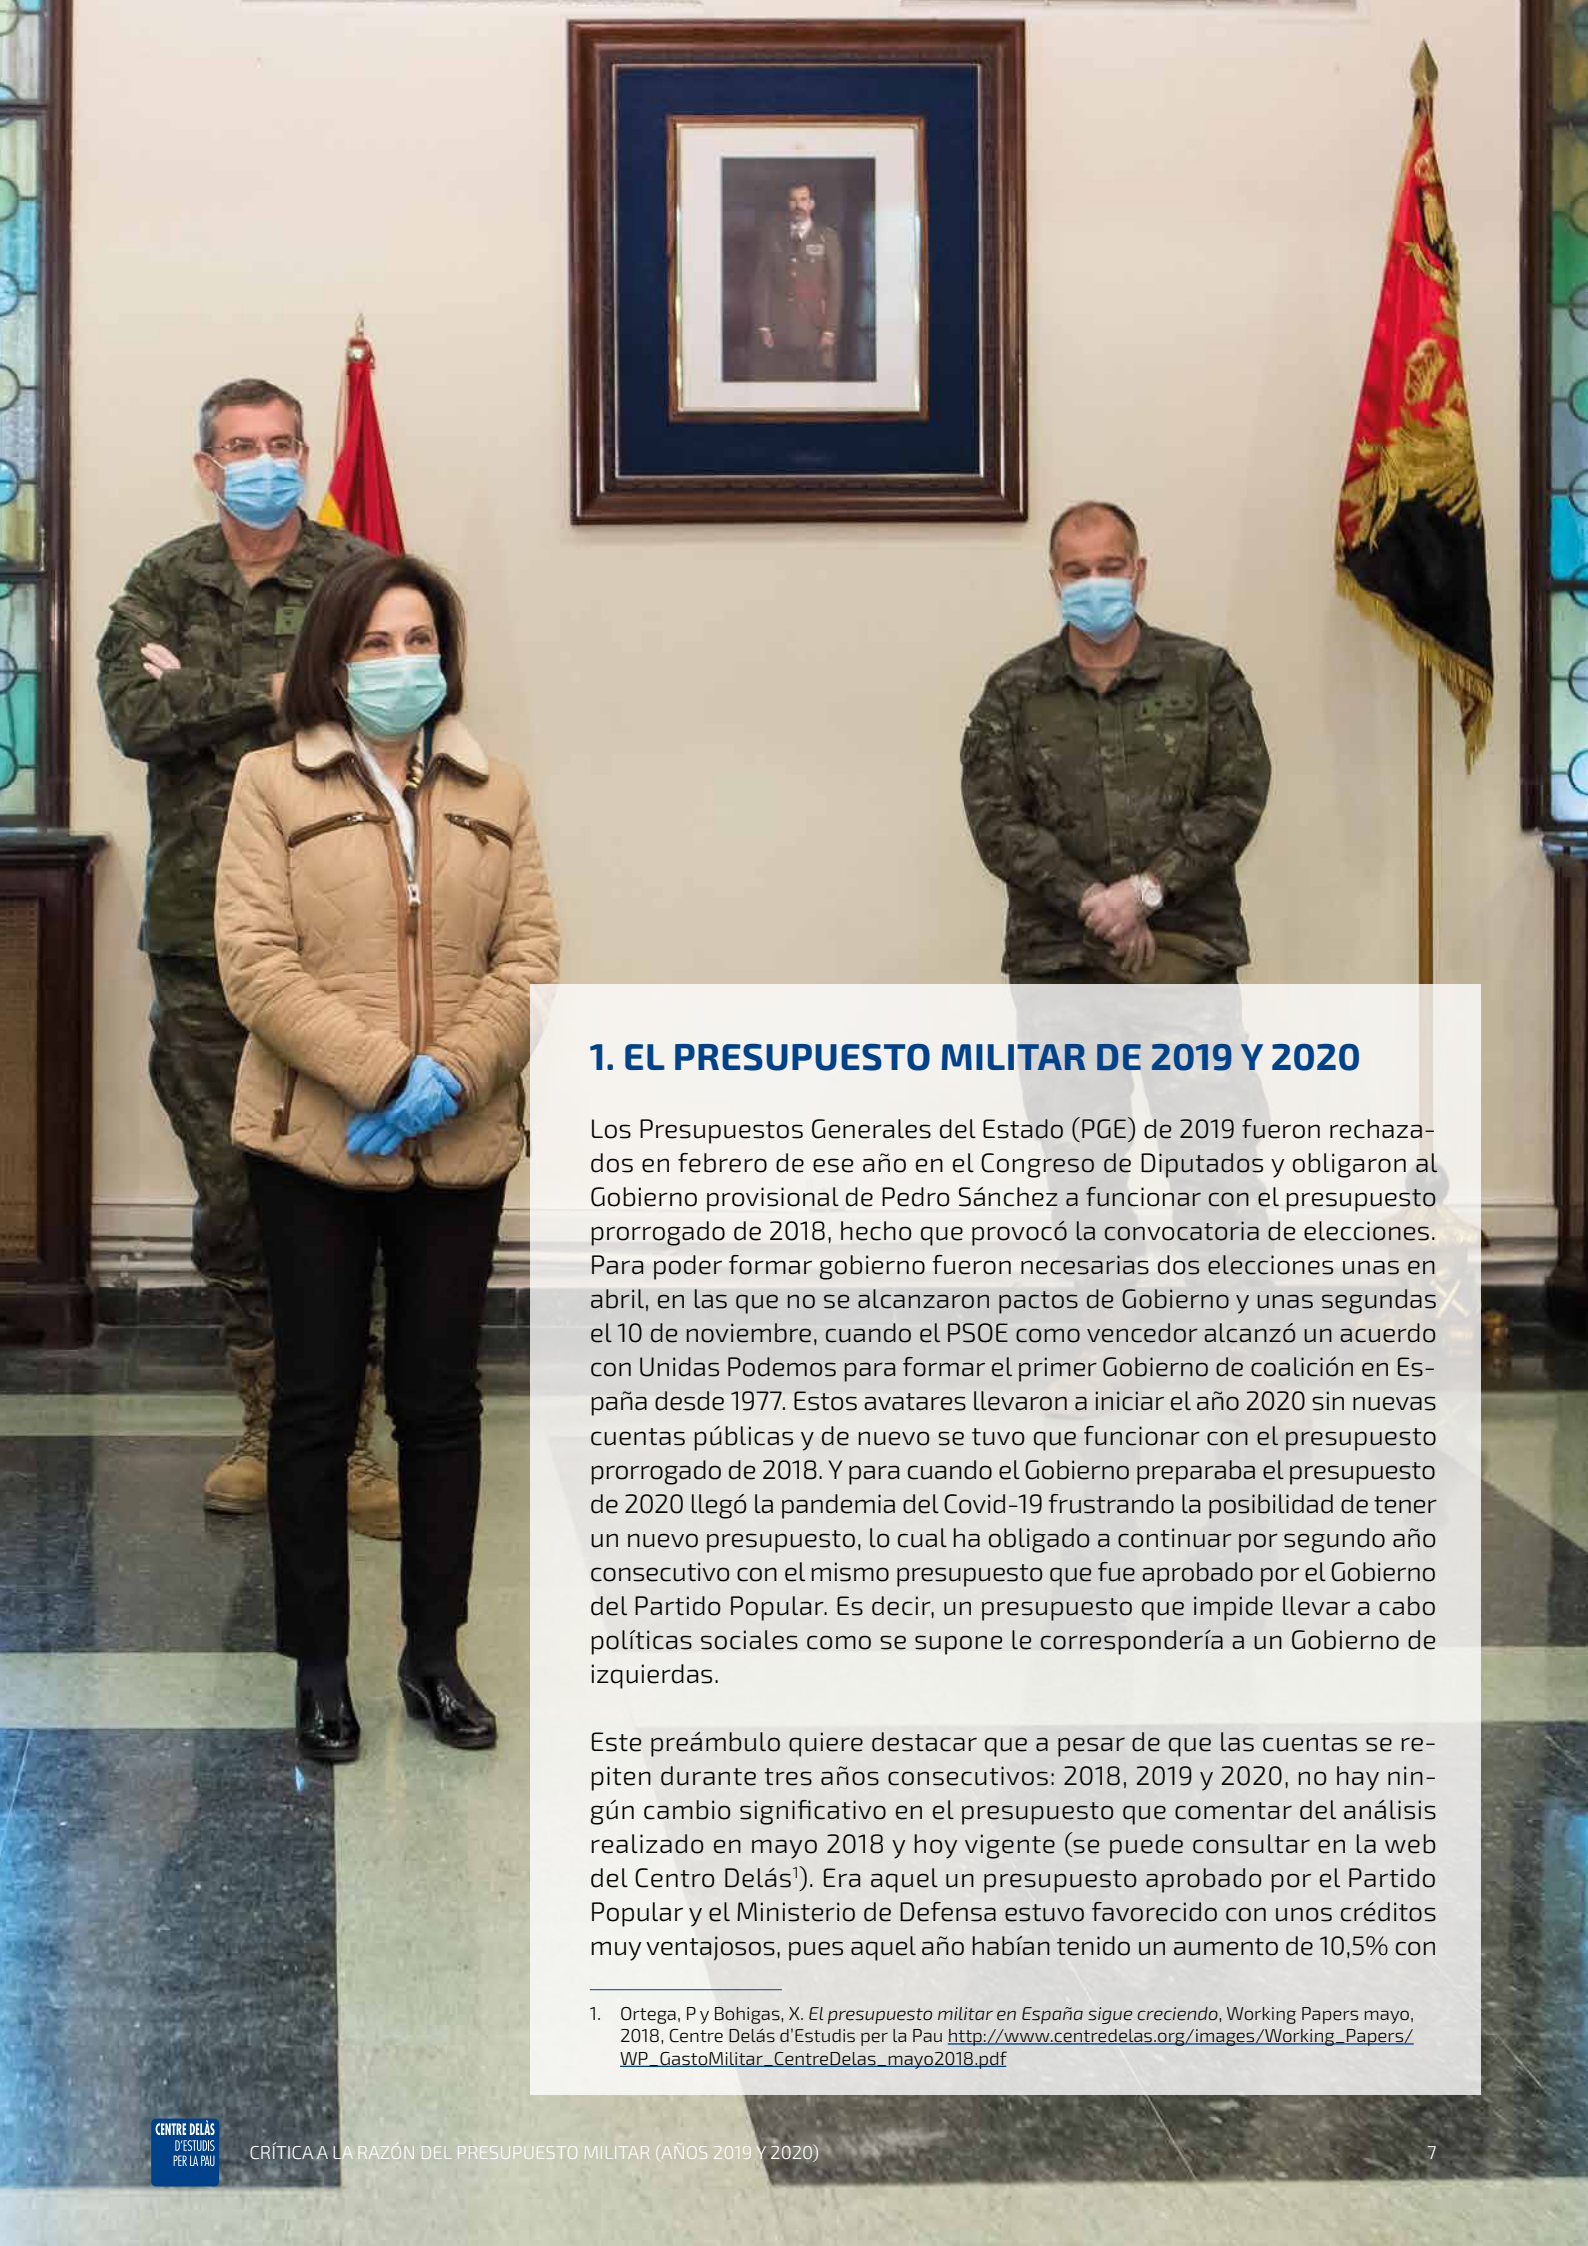 1. EL PRESUPUESTO MILITAR DE 2019 Y 2020
Los Presupuestos Generales del Estado (PGE) de 2019 fueron rechaza-
dos en febrero de ese año en el Congreso de Diputados y obligaron al
Gobierno provisional de Pedro Sánchez a funcionar con el presupuesto
prorrogado de 2018, hecho que provocó la convocatoria de elecciones.
Para poder formar gobierno fueron necesarias dos elecciones unas en
abril, en las que no se alcanzaron pactos de Gobierno y unas segundas
el 10 de noviembre, cuando el PSOE como vencedor alcanzó un acuerdo
con Unidas Podemos para formar el primer Gobierno de coalición en Es-
paña desde 1977. Estos avatares llevaron a iniciar el año 2020 sin nuevas
cuentas públicas y de nuevo se tuvo que funcionar con el presupuesto
prorrogado de 2018. Y para cuando el Gobierno preparaba el presupuesto
de 2020 llegó la pandemia del Covid-19 frustrando la posibilidad de tener
un nuevo presupuesto, lo cual ha obligado a continuar por segundo año
consecutivo con el mismo presupuesto que fue aprobado por el Gobierno
del Partido Popular. Es decir, un presupuesto que impide llevar a cabo
políticas sociales como se supone le correspondería a un Gobierno de
izquierdas.
Este preámbulo quiere destacar que a pesar de que las cuentas se re-
piten durante tres años consecutivos: 2018, 2019 y 2020, no hay nin-
gún cambio significativo en el presupuesto que comentar del análisis
realizado en mayo 2018 y hoy vigente (se puede consultar en la web
del Centro Delás¹). Era aquel un presupuesto aprobado por el Partido
Popular y el Ministerio de Defensa estuvo favorecido con unos créditos
muy ventajosos, pues aquel año habían tenido un aumento de 10,5% con
1. Ortega, P y Bohigas, X. El presupuesto militar en España sigue creciendo, Working Papers mayo,
2018, Centre Delás d'Estudis per la Pau http://www.centredelas.org/images/Working_Papers/
WP_GastoMilitar_CentreDelas_mayo2018.pdf
CENTRE DELÀS
D'ESTUDIS
PER LA PAU
CRÍTICA A LA RAZÓN DEL PRESUPUESTO MILITAR (AÑOS 2019 Y 2020)
7